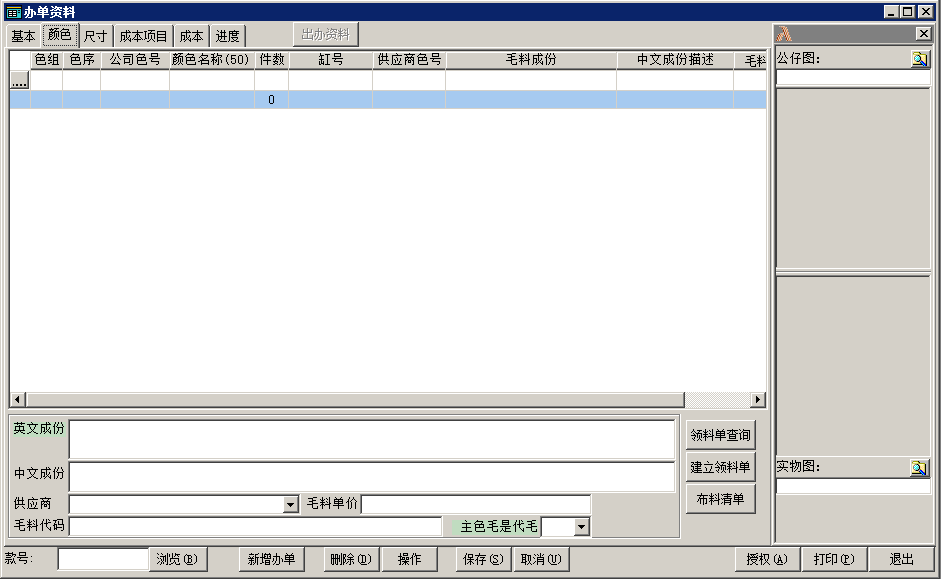 办单资料
基本 颜色 尺寸 成本项目 成本 进度 出办资料
色组 色序 公司色号 颜色名称(50) 件数 缸号 供应商色号 毛料成份 中文成份描述 毛料
公仔图:
....
0
英文成份
领料单查询
中文成份
建立领料单
实物图:
供应商 毛料单价
布料清单
毛料代码 主色毛是代毛
款号: 浏览(B) 新增办单 删除(D) 操作 保存(S) 取消(U) 授权(A) 打印(P) 退出